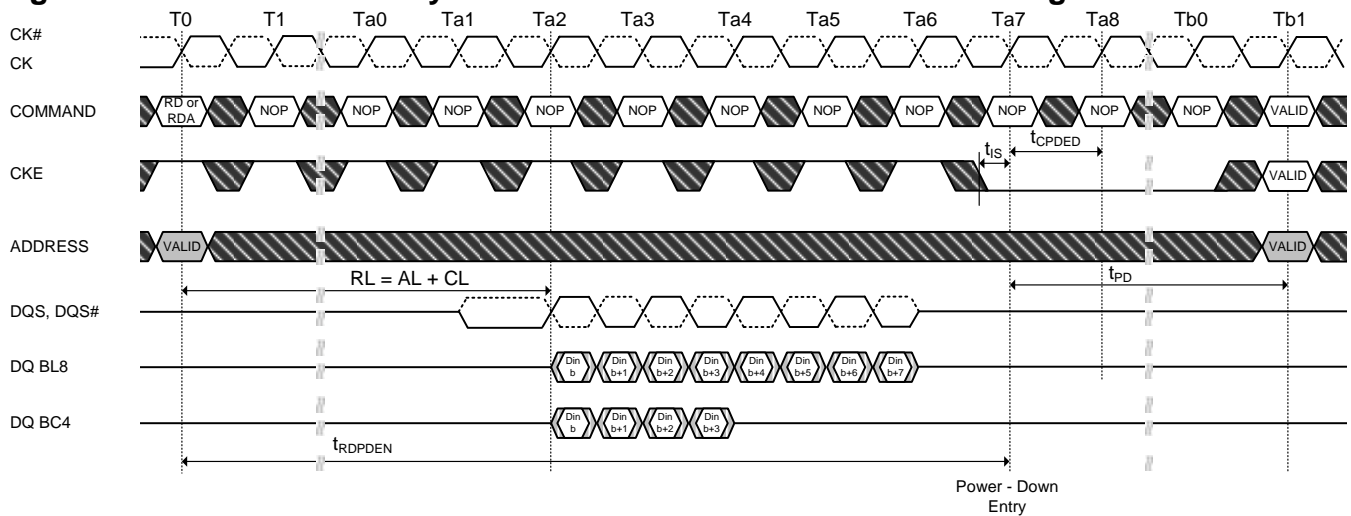 T0 T1 Ta0 Ta1 Ta2 Ta3 Ta4 Ta5 Ta6 Ta7 Ta8 Tb0 Tb1
CK#
CK
COMMAND RD or RDA NOP NOP NOP NOP NOP NOP NOP NOP NOP NOP NOP VALID
tIS tCPDED
CKE VALID
ADDRESS VALID VALID
RL = AL + CL tPD
DQS, DQS#
DQ BL8 Din b Din b+1 Din b+2 Din b+3 Din b+4 Din b+5 Din b+6 Din b+7
DQ BC4 Din b Din b+1 Din b+2 Din b+3
tRDPDEN
Power - Down
Entry